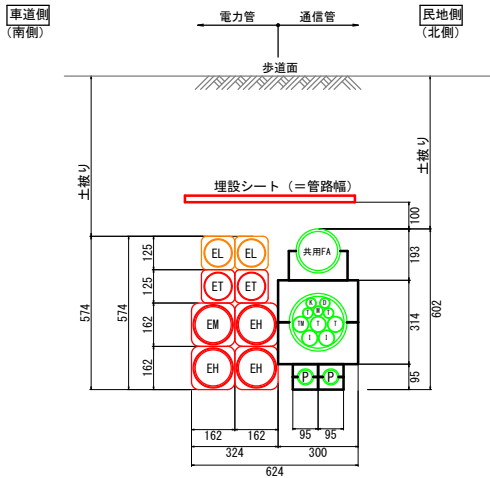 車道側
(南側)
電力管
通信管
民地側
(北側)
歩道面
土被り
土被り
埋設シート（＝管路幅）
100
共用FA
193
EL
EL
125
ET
ET
125
574
574
602
K
D
T
M
T
TM
T
T
314
EM
EH
162
EH
EH
162
P
P
95
95
95
162
162
324
300
624